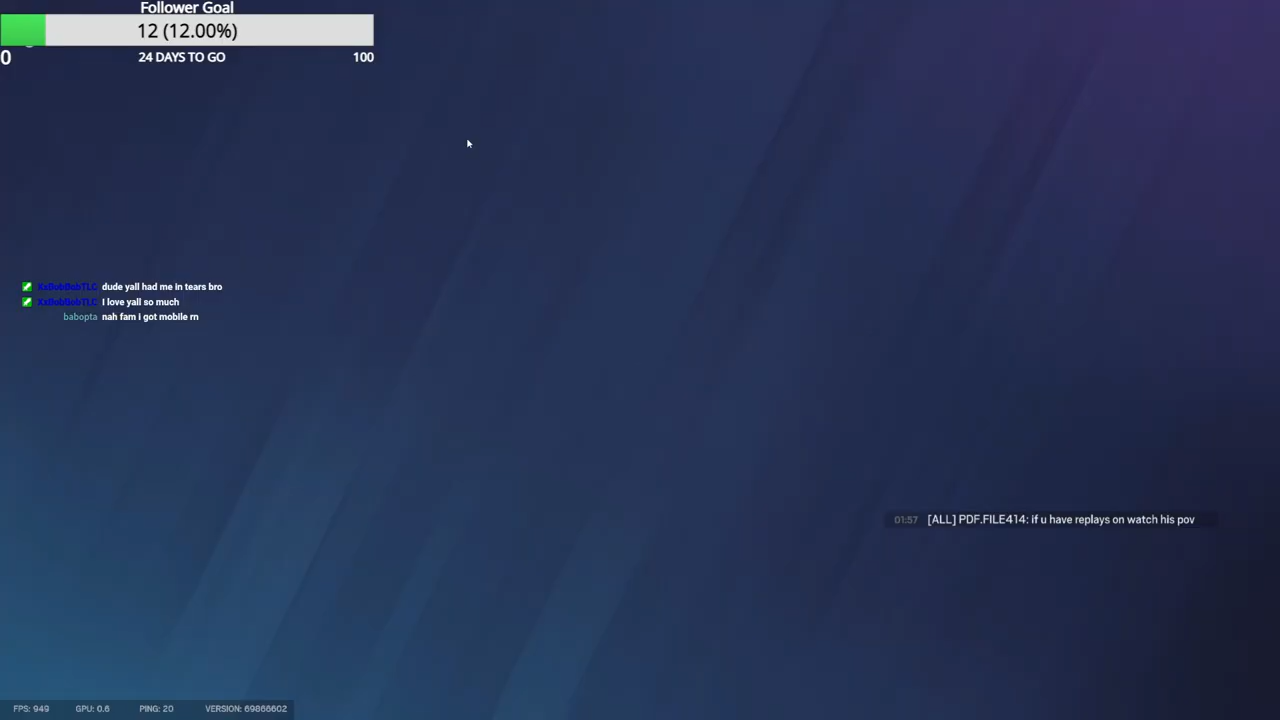 Follower Goal
12 (12.00%)
0 24 DAYS TO GO 100
XxBobBobTLC dude yall had me in tears bro
XxBobBobTLC I love yall so much
babopta nah fam i got mobile rn
01:57 [ALL] PDF.FILE414: if u have replays on watch his pov
FPS: 949 GPU: 0.6 PING: 20 VERSION: 69866602